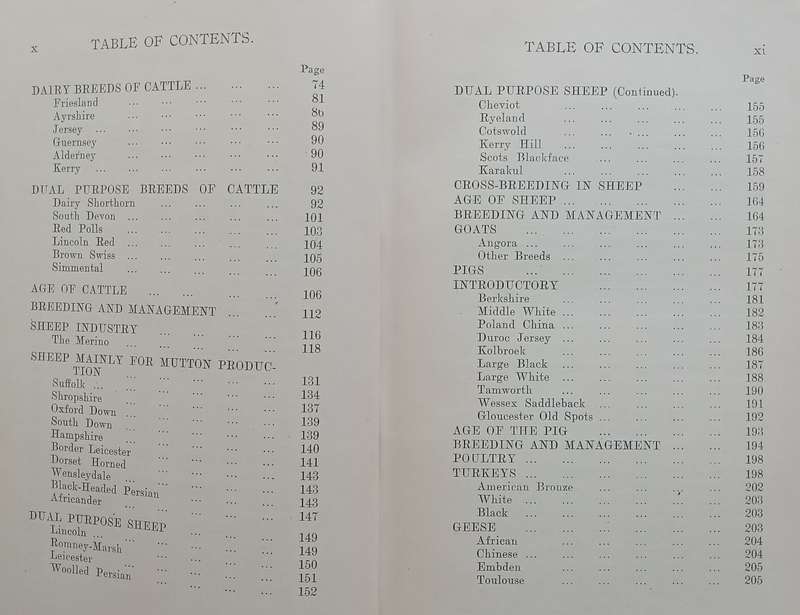 x TABLE OF CONTENTS.
Page
DAIRY BREEDS OF CATTLE ... ... ... 74
Friesland ... ... ... ... ... 81
Ayrshire ... ... ... ... ... 86
Jersey ... ... ... ... ... ... 89
Guernsey ... ... ... ... ... 90
Alderney ... ... ... ... ... 90
Kerry ... ... ... ... ... ... 91
DUAL PURPOSE BREEDS OF CATTLE 92
Dairy Shorthorn ... ... ... ... 92
South Devon ... ... ... ... ... 101
Red Polls ... ... ... ... ... 103
Lincoln Red ... ... ... ... ... 104
Brown Swiss ... ... ... ... ... 105
Simmental ... ... ... ... ... 106
AGE OF CATTLE ... ... ... ... 106
BREEDING AND MANAGEMENT ... ... 112
SHEEP INDUSTRY ... ... ... ... 116
The Merino ... ... ... ... ... 118
SHEEP MAINLY FOR MUTTON PRODUC-
TION ... ... ... ... ... 131
Suffolk ... ... ... ... ... ... 134
Shropshire ... ... ... ... ... 137
Oxford Down ... ... ... ... ... 139
South Down ... ... ... ... ... 139
Hampshire ... ... ... ... ... 140
Border Leicester ... ... ... ... 141
Dorset Horned ... ... ... ... 143
Wensleydale ... ... ... ... ... 143
Black-Headed Persian ... ... ... 143
Africander ... ... ... ... ... 147
DUAL PURPOSE SHEEP ... ... ... 149
Lincoln ... ... ... ... ... ... 149
Romney-Marsh ... ... ... ... 150
Leicester ... ... ... ... ... 151
Woolled Persian ... ... ... ... 152
TABLE OF CONTENTS. xi
Page
DUAL PURPOSE SHEEP (Continued).
Cheviot ... ... ... ... ... 155
Ryeland ... ... ... ... ... 155
Cotswold ... ... ... ... ... 156
Kerry Hill ... ... ... ... ... 156
Scots Blackface ... ... ... ... 157
Karakul ... ... ... ... ... 158
CROSS-BREEDING IN SHEEP ... ... 159
AGE OF SHEEP ... ... ... ... ... 164
BREEDING AND MANAGEMENT ... ... 164
GOATS ... ... ... ... ... ... 173
Angora ... ... ... ... ... ... 173
Other Breeds ... ... ... ... ... 175
PIGS ... ... ... ... ... ... 177
INTRODUCTORY ... ... ... ... 177
Berkshire ... ... ... ... ... 181
Middle White ... ... ... ... ... 182
Poland China ... ... ... ... ... 183
Duroc Jersey ... ... ... ... ... 184
Kolbroek ... ... ... ... ... 186
Large Black ... ... ... ... ... 187
Large White ... ... ... ... ... 188
Tamworth ... ... ... ... ... 190
Wessex Saddleback ... ... ... ... 191
Gloucester Old Spots ... ... ... ... 192
AGE OF THE PIG ... ... ... ... 193
BREEDING AND MANAGEMENT ... ... 194
POULTRY ... ... ... ... ... ... 198
TURKEYS ... ... ... ... ... ... 198
American Bronze ... ... ... ... 202
White ... ... ... ... ... ... 203
Black ... ... ... ... ... 203
GEESE ... ... ... ... ... ... 203
African ... ... ... ... ... 204
Chinese ... ... ... ... ... ... 204
Embden ... ... ... ... ... 205
Toulouse ... ... ... ... ... 205